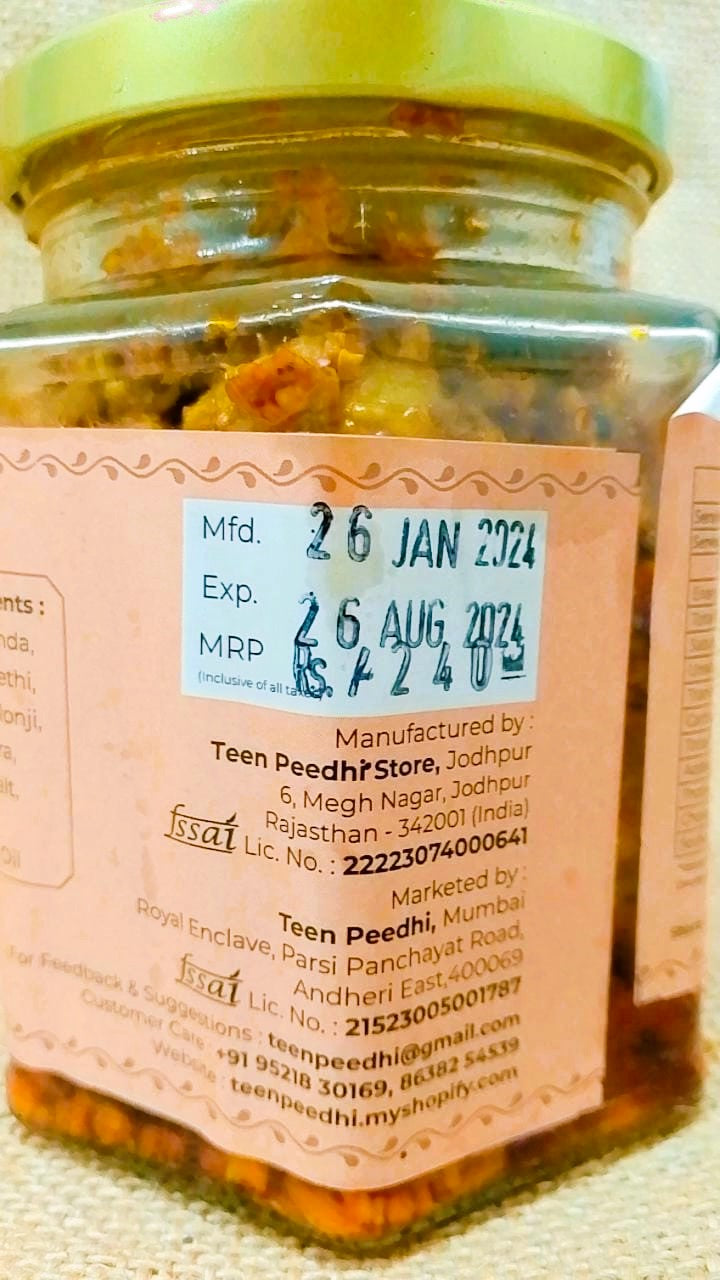 Mfd. 26 JAN 2024
Exp. 26 AUG 2024
MRP Rs. 240
(Inclusive of all taxes)
Manufactured by :
Teen Peedhi Store, Jodhpur
6, Megh Nagar, Jodhpur
Rajasthan - 342001 (India)
fssai Lic. No. : 22223074000641
Marketed by :
Teen Peedhi, Mumbai
Royal Enclave, Parsi Panchayat Road,
Andheri East,400069
fssai Lic. No. : 21523005001787
For Feedback & Suggestions : teenpeedhi@gmail.com
Customer Care : +91 95218 30169, 86382 54539
Website : teenpeedhi.myshopify.com
ents :
nda,
ethi,
lonji,